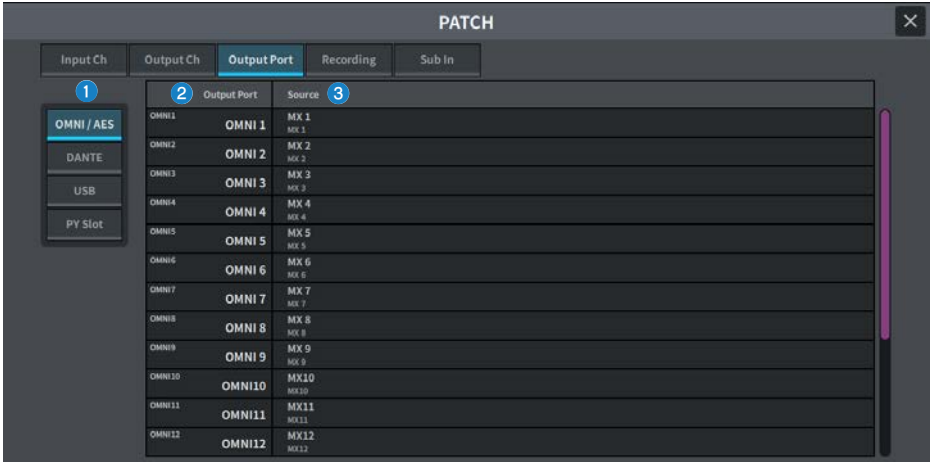 PATCH
Input Ch Output Ch Output Port Recording Sub In
1
2 Output Port Source 3
OMNI / AES
DANTE
USB
PY Slot
OMNI1 OMNI 1 MX 1
MX 1
OMNI2 OMNI 2 MX 2
MX 2
OMNI3 OMNI 3 MX 3
MX 3
OMNI4 OMNI 4 MX 4
MX 4
OMNI5 OMNI 5 MX 5
MX 5
OMNI6 OMNI 6 MX 6
MX 6
OMNI7 OMNI 7 MX 7
MX 7
OMNI8 OMNI 8 MX 8
MX 8
OMNI9 OMNI 9 MX 9
MX 9
OMNI10 OMNI10 MX10
MX10
OMNI11 OMNI11 MX11
MX11
OMNI12 OMNI12 MX12
MX12